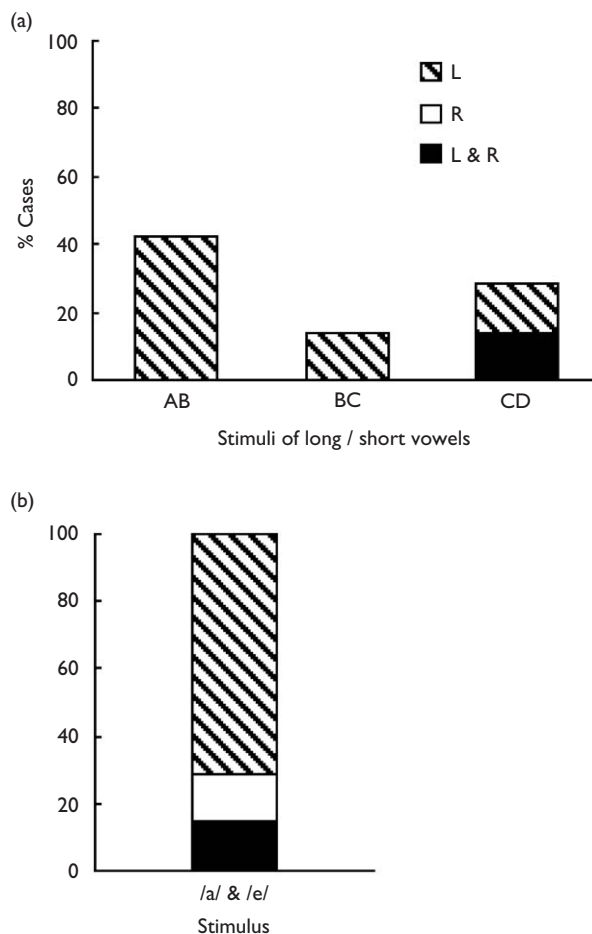 (a)
100
80
60
40
20
0
% Cases
L
R
L & R
AB BC CD
Stimuli of long / short vowels
(b)
100
80
60
40
20
0
/a/ & /e/
Stimulus